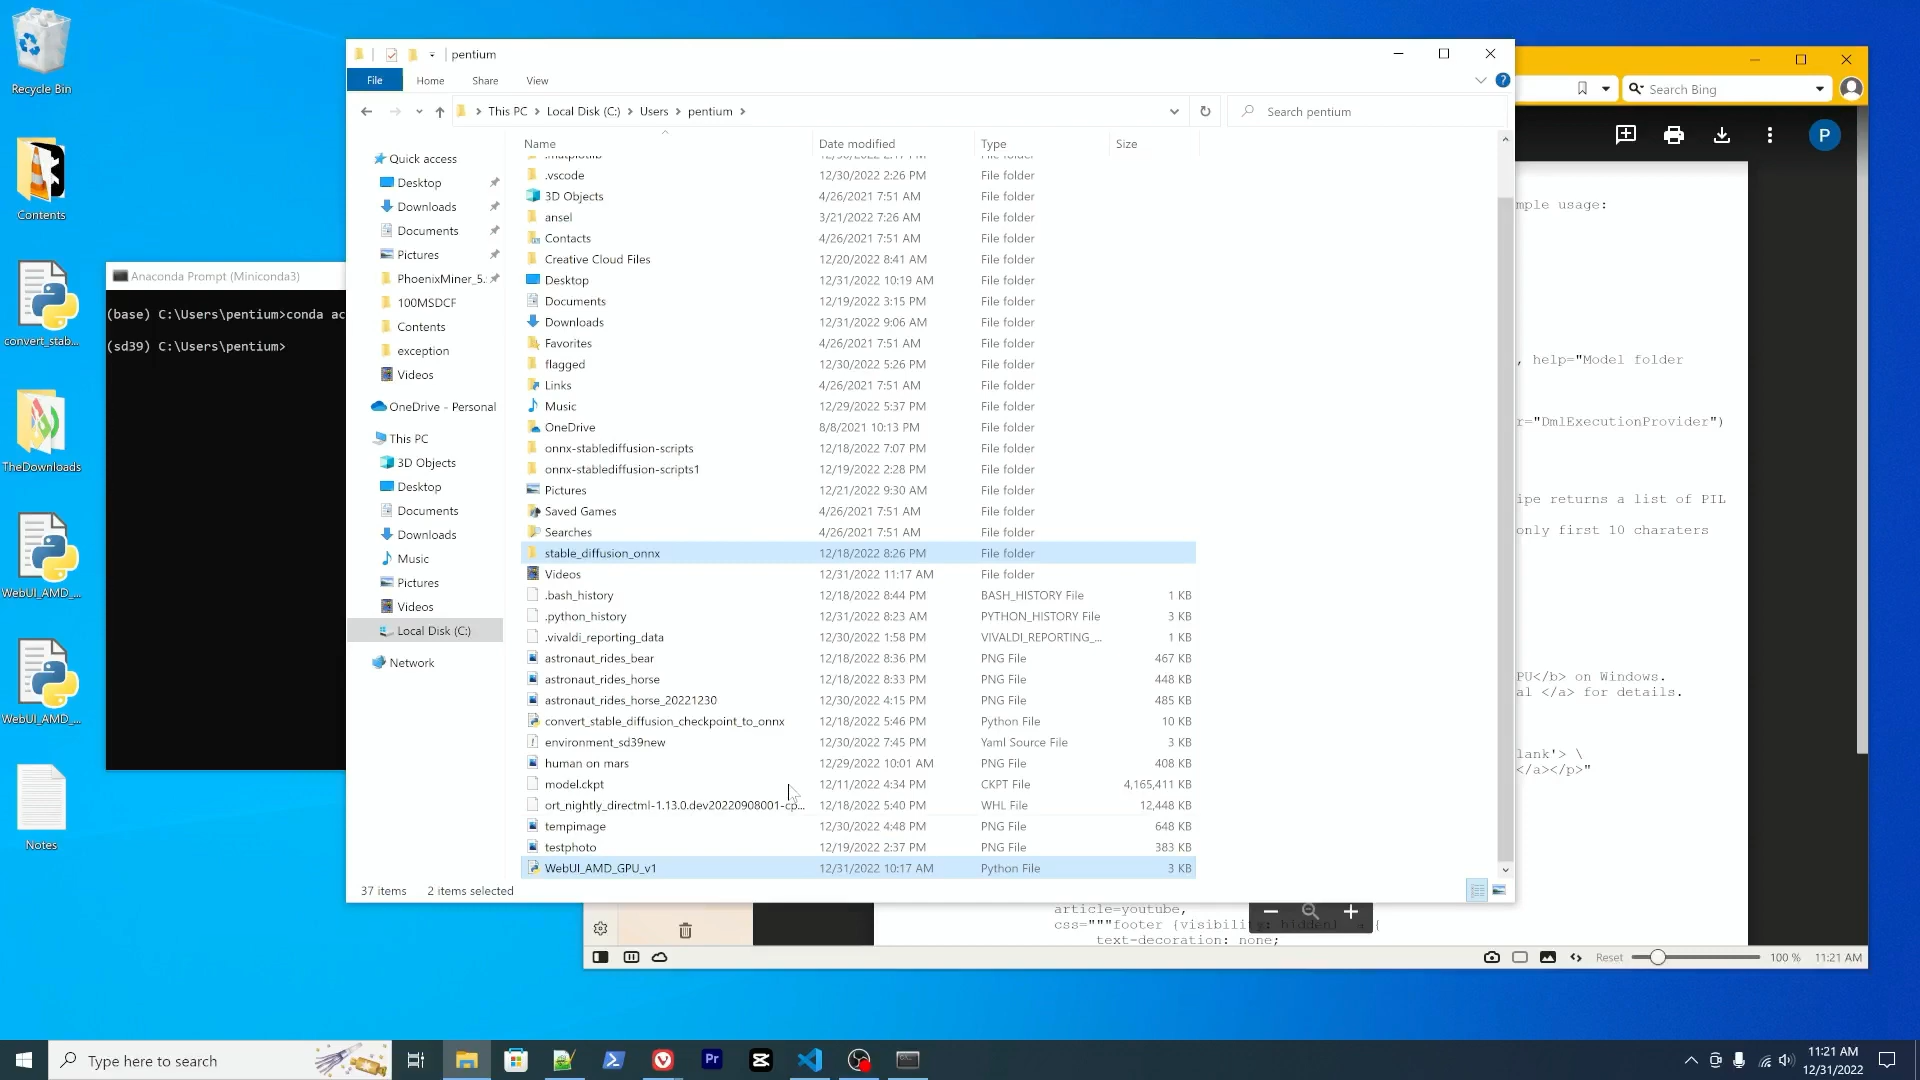 Recycle Bin
Contents
convert_stab...
TheDownloads
WebUI_AMD_...
WebUI_AMD_...
Notes
Anaconda Prompt (Miniconda3)
(base) C:\Users\pentium>conda ac
(sd39) C:\Users\pentium>
pentium
File Home Share View
This PC > Local Disk (C:) > Users > pentium >
Search pentium
Quick access
Desktop
Downloads
Documents
Pictures
PhoenixMiner_5.
100MSDCF
Contents
exception
Videos
OneDrive - Personal
This PC
3D Objects
Desktop
Documents
Downloads
Music
Pictures
Videos
Local Disk (C:)
Network
Name Date modified Type Size
.vscode 12/30/2022 2:26 PM File folder
3D Objects 4/26/2021 7:51 AM File folder
ansel 3/21/2022 7:26 AM File folder
Contacts 4/26/2021 7:51 AM File folder
Creative Cloud Files 12/20/2022 8:41 AM File folder
Desktop 12/31/2022 10:19 AM File folder
Documents 12/19/2022 3:15 PM File folder
Downloads 12/31/2022 9:06 AM File folder
Favorites 4/26/2021 7:51 AM File folder
flagged 12/30/2022 5:26 PM File folder
Links 4/26/2021 7:51 AM File folder
Music 12/29/2022 5:37 PM File folder
OneDrive 8/8/2021 10:13 PM File folder
onnx-stablediffusion-scripts 12/18/2022 7:07 PM File folder
onnx-stablediffusion-scripts1 12/19/2022 2:28 PM File folder
Pictures 12/21/2022 9:30 AM File folder
Saved Games 4/26/2021 7:51 AM File folder
Searches 4/26/2021 7:51 AM File folder
stable_diffusion_onnx 12/18/2022 8:26 PM File folder
Videos 12/31/2022 11:17 AM File folder
.bash_history 12/18/2022 8:44 PM BASH_HISTORY File 1 KB
.python_history 12/31/2022 8:23 AM PYTHON_HISTORY File 3 KB
.vivaldi_reporting_data 12/30/2022 1:58 PM VIVALDI_REPORTING_... 1 KB
astronaut_rides_bear 12/18/2022 8:36 PM PNG File 467 KB
astronaut_rides_horse 12/18/2022 8:33 PM PNG File 448 KB
astronaut_rides_horse_20221230 12/30/2022 4:15 PM PNG File 485 KB
convert_stable_diffusion_checkpoint_to_onnx 12/18/2022 5:46 PM Python File 10 KB
environment_sd39new 12/30/2022 7:45 PM Yaml Source File 3 KB
human on mars 12/29/2022 10:01 AM PNG File 408 KB
model.ckpt 12/11/2022 4:34 PM CKPT File 4,165,411 KB
ort_nightly_directml-1.13.0.dev20220908001-cp... 12/18/2022 5:40 PM WHL File 12,448 KB
tempimage 12/30/2022 4:48 PM PNG File 648 KB
testphoto 12/19/2022 2:37 PM PNG File 383 KB
WebUI_AMD_GPU_v1 12/31/2022 10:17 AM Python File 3 KB
37 items 2 items selected
Search Bing
P
mple usage:
, help="Model folder
r="DmlExecutionProvider")
ipe returns a list of PIL
only first 10 charaters
PU</b> on Windows.
al </a> for details.
lank'> \
</a></p>"
article=youtube,
css="""footer {visibility: hidden} {
text-decoration: none;
Reset 100 % 11:21 AM
Type here to search
Pr
11:21 AM
12/31/2022